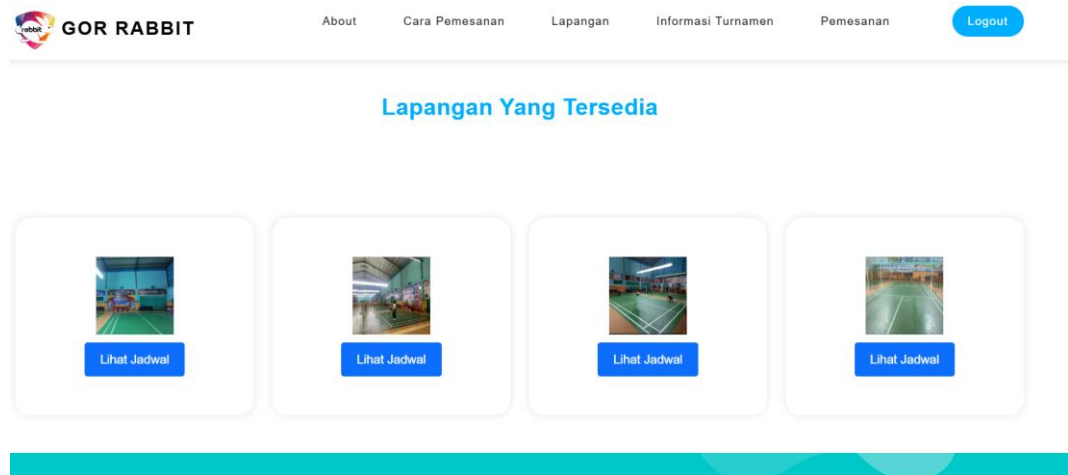 rabbit
GOR RABBIT
About
Cara Pemesanan
Lapangan
Informasi Turnamen
Pemesanan
Logout
Lapangan Yang Tersedia
Lihat Jadwal
Lihat Jadwal
Lihat Jadwal
Lihat Jadwal